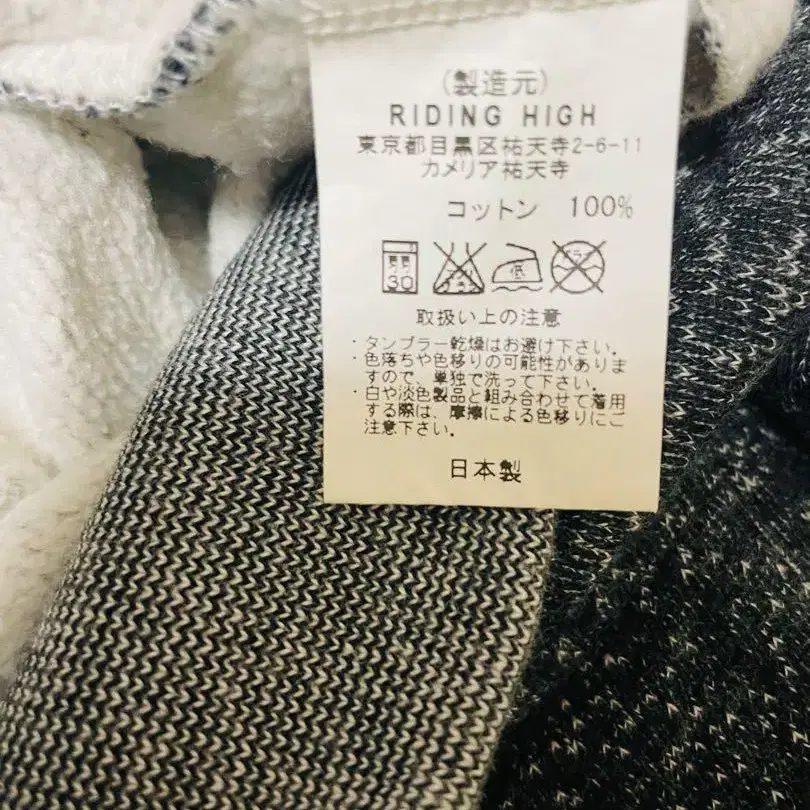 (製造元)
RIDING HIGH
東京都目黒区祐天寺2-6-11
カメリア祐天寺
コットン 100%
30
低
取扱い上の注意
・タンブラー乾燥はお避け下さい。
・色落ちや色移りの可能性がありま
すので、単独で洗って下さい。
・白や淡色製品と組み合わせて着用
する際は、摩擦による色移りにご
注意下さい。
日本製